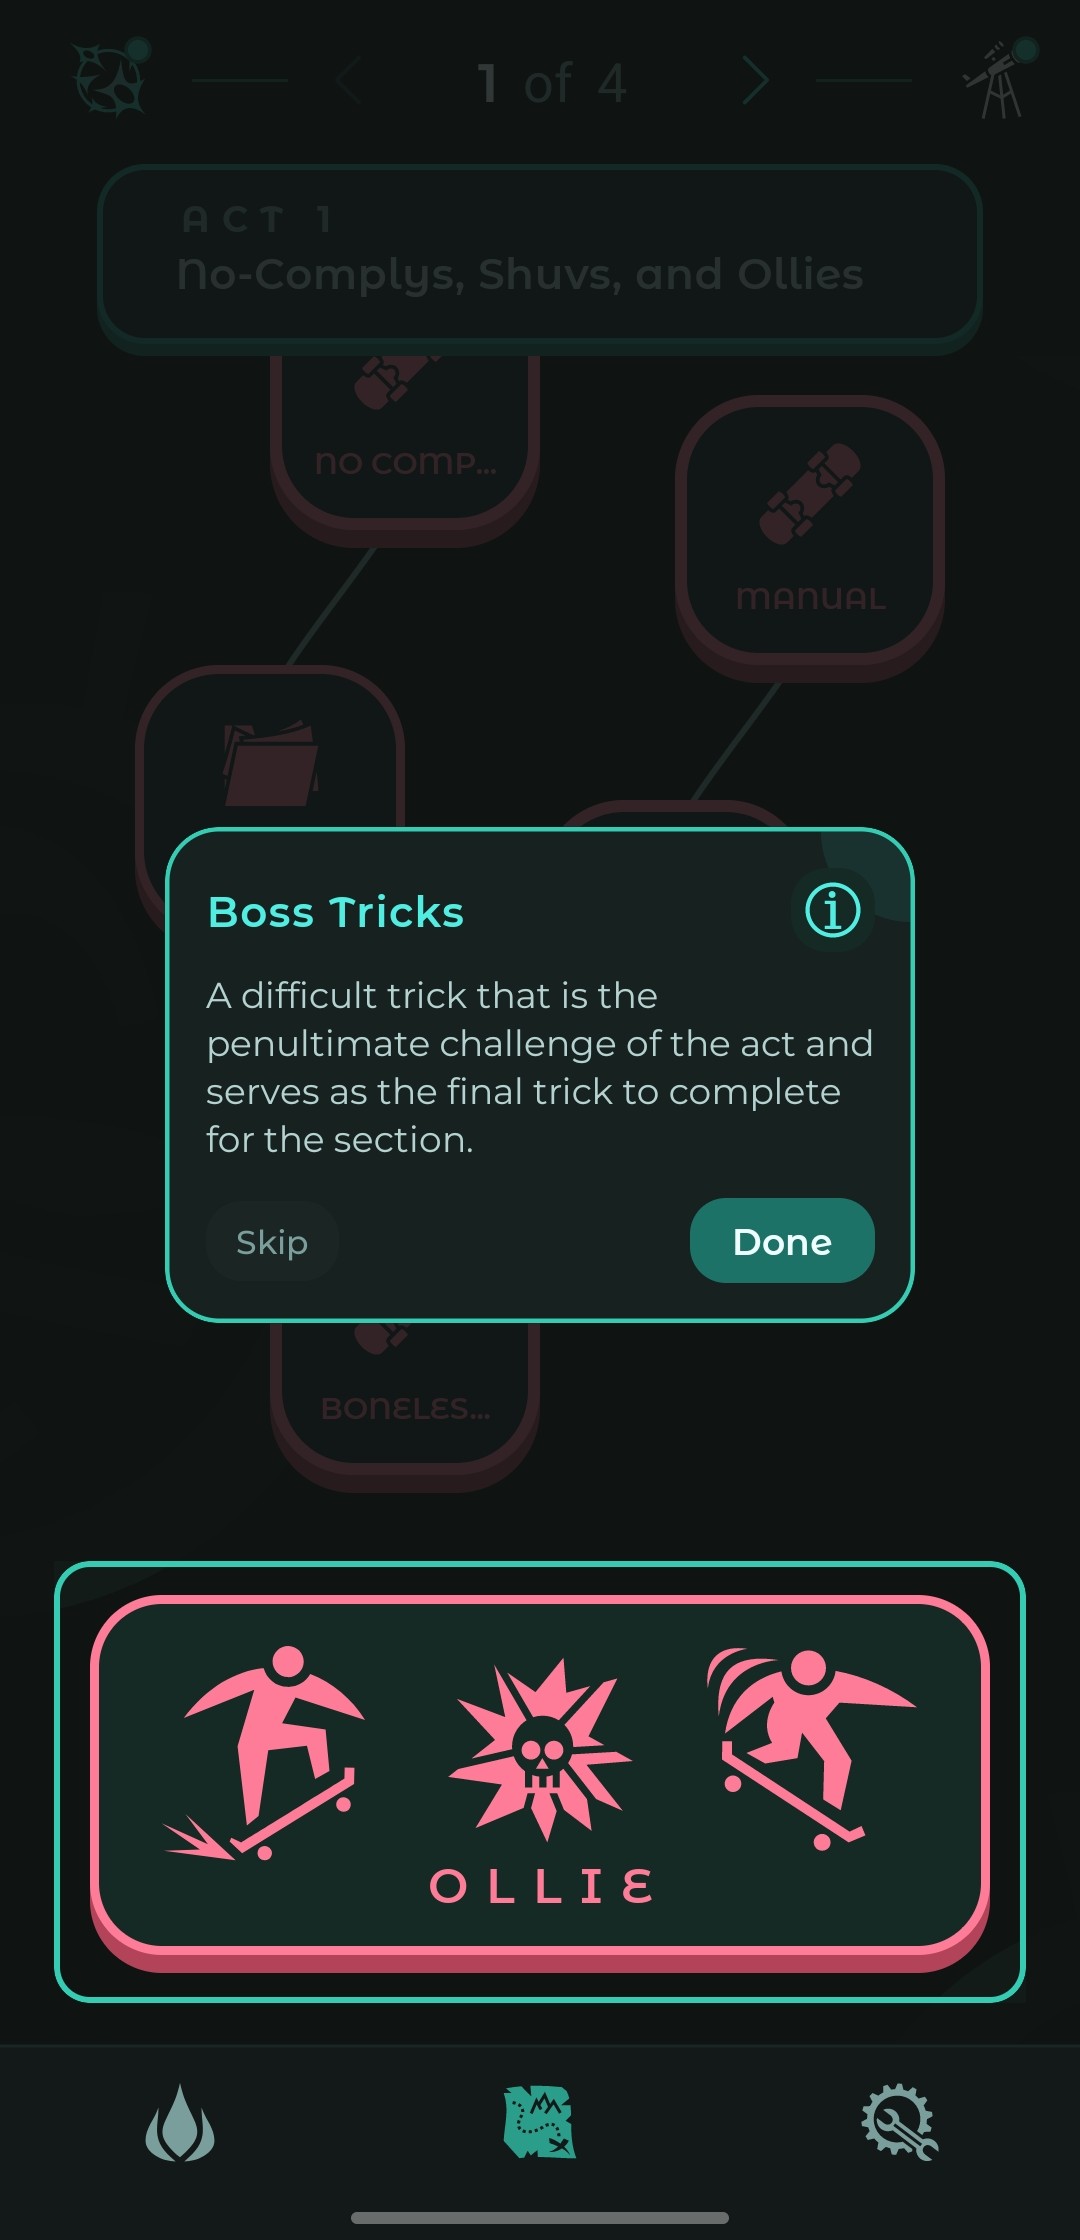 1 of 4
ACT 1
No-Complys, Shuvs, and Ollies
NO COMP...
MANUAL
Boss Tricks
A difficult trick that is the
penultimate challenge of the act and
serves as the final trick to complete
for the section.
Skip
Done
BONELES...
OLLIE